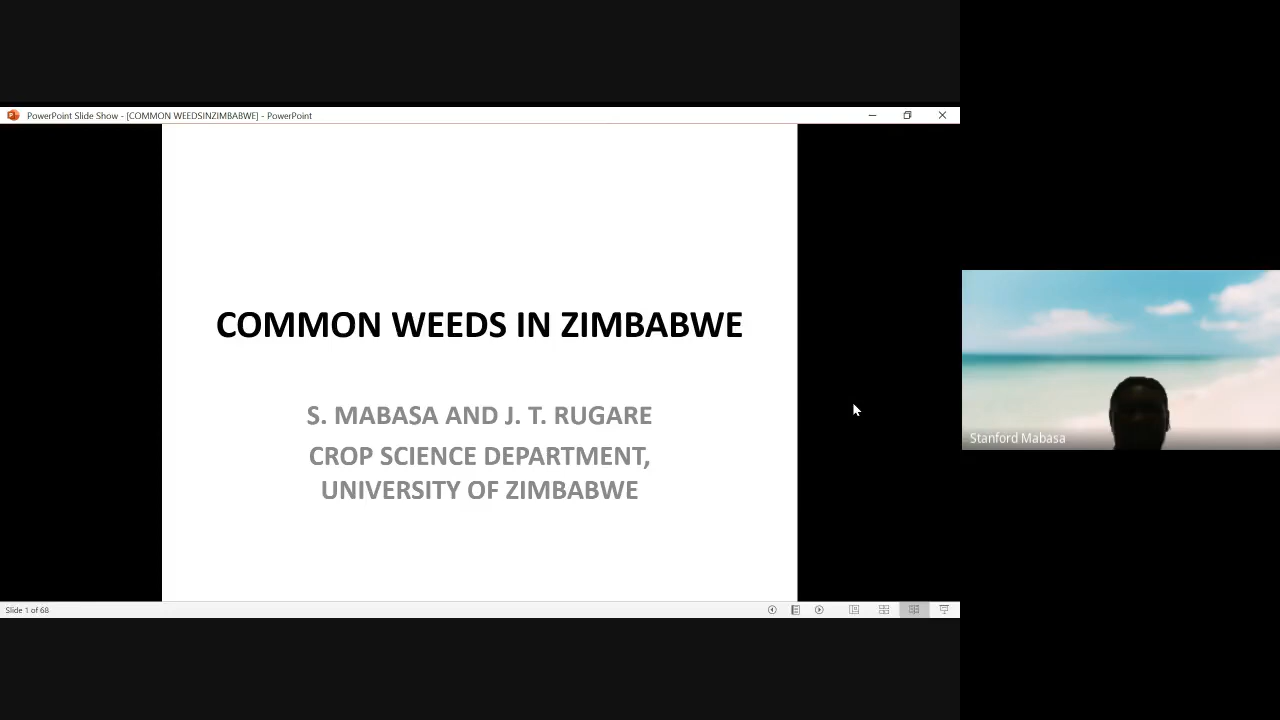 PowerPoint Slide Show - [COMMON WEEDSINZIMBABWE] - PowerPoint
COMMON WEEDS IN ZIMBABWE
S. MABASA AND J. T. RUGARE
CROP SCIENCE DEPARTMENT,
UNIVERSITY OF ZIMBABWE
Stanford Mabasa
Slide 1 of 68